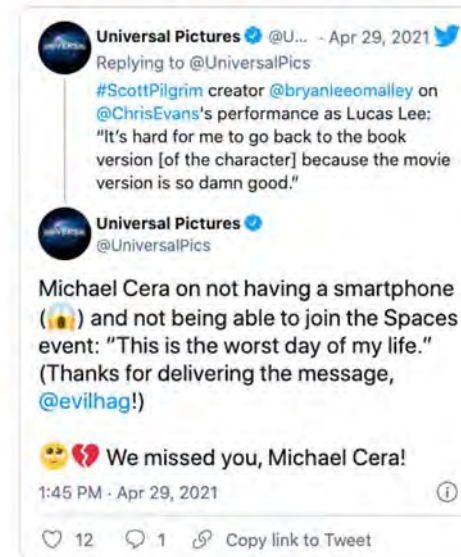 Universal Pictures @U... · Apr 29, 2021
Replying to @UniversalPics
#ScottPilgrim creator @bryanleeomalley on
@ChrisEvans's performance as Lucas Lee:
“It’s hard for me to go back to the book
version [of the character] because the movie
version is so damn good.”
Universal Pictures
@UniversalPics
Michael Cera on not having a smartphone
(😱) and not being able to join the Spaces
event: “This is the worst day of my life.”
(Thanks for delivering the message,
@evilhag!)
🥺💔 We missed you, Michael Cera!
1:45 PM · Apr 29, 2021
12 1 Copy link to Tweet